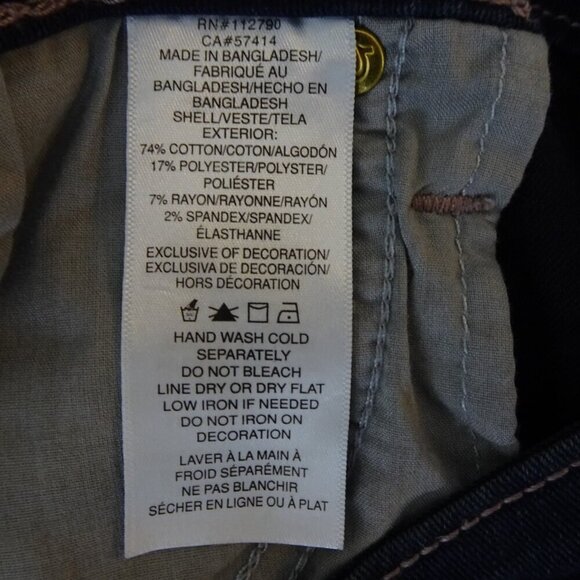 RN#112790
CA#57414
MADE IN BANGLADESH/
FABRIQUÉ AU
BANGLADESH/HECHO EN
BANGLADESH
SHELL/VESTE/TELA
EXTERIOR:
74% COTTON/COTON/ALGODÓN
17% POLYESTER/POLYSTER/
POLIÉSTER
7% RAYON/RAYONNE/RAYÓN
2% SPANDEX/SPANDEX/
ÉLASTHANNE
EXCLUSIVE OF DECORATION/
EXCLUSIVA DE DECORACIÓN/
HORS DÉCORATION
HAND WASH COLD
SEPARATELY
DO NOT BLEACH
LINE DRY OR DRY FLAT
LOW IRON IF NEEDED
DO NOT IRON ON
DECORATION
LAVER À LA MAIN À
FROID SÉPARÉMENT
NE PAS BLANCHIR
SÉCHER EN LIGNE OU À PLAT